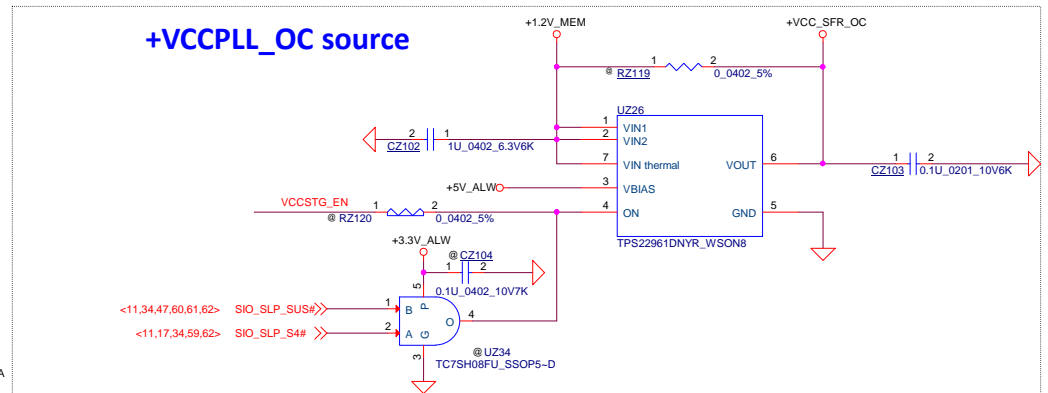 +VCCPLL_OC source
+1.2V_MEM
+VCC_SFR_OC
@ RZ119 1 2 0_0402_5%
UZ26
1 VIN1
2 VIN2
7 VIN thermal
3 VBIAS
4 ON
VOUT 6
GND 5
TPS22961DNYR_WSON8
2 1
CZ102 1U_0402_6.3V6K
1 2
CZ103 0.1U_0201_10V6K
+5V_ALW
VCCSTG_EN 1 2
@ RZ120 0_0402_5%
+3.3V_ALW
@ CZ104
1 2
0.1U_0402_10V7K
<11,34,47,60,61,62> SIO_SLP_SUS# 1 B
<11,17,34,59,62> SIO_SLP_S4# 2 A
5 P
G 3
O 4
@ UZ34
TC7SH08FU_SSOP5~D
A